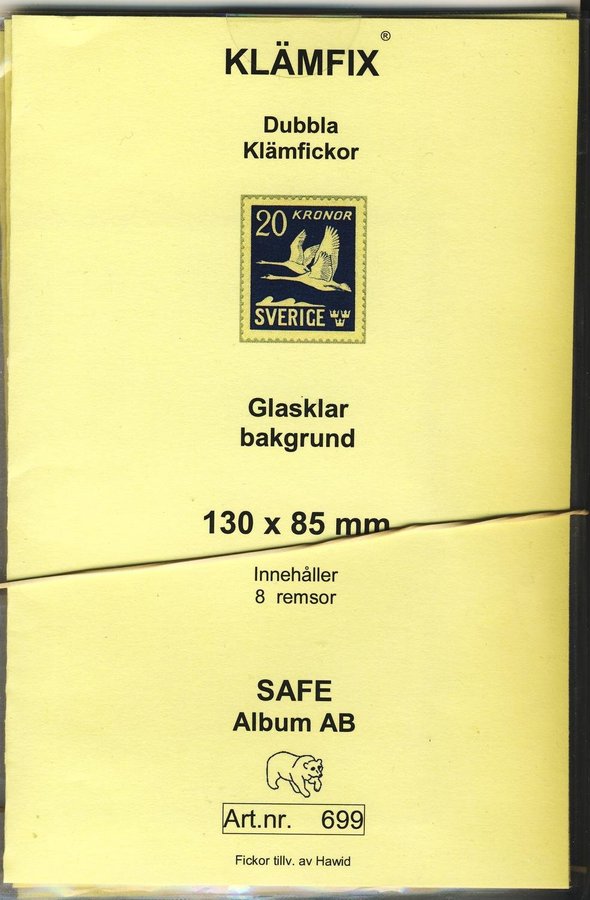 KLÄMFIX®
Dubbla
Klämfickor
20 KRONOR
SVERIGE
Glasklar
bakgrund
130 x 85 mm
Innehåller
8 remsor
SAFE
Album AB
Art.nr. 699
Fickor tillv. av Hawid